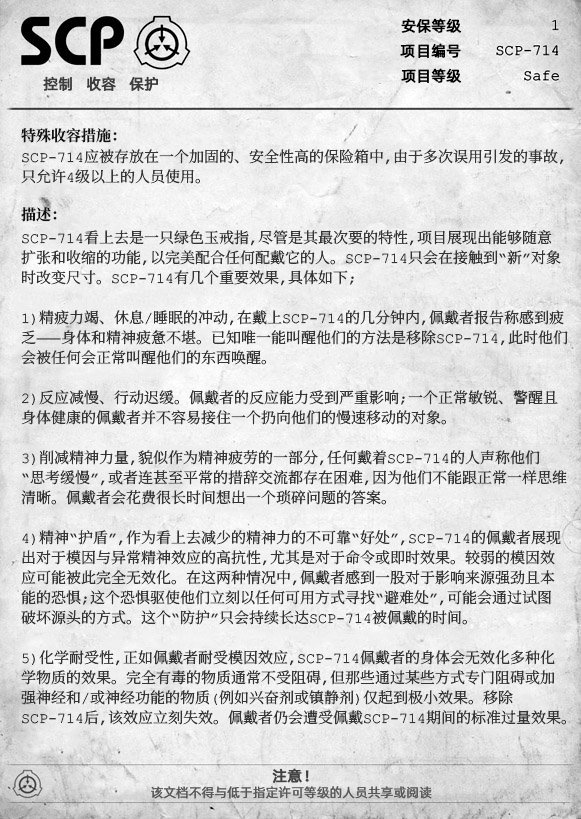 SCP
控制 收容 保护
安保等级 1
项目编号 SCP-714
项目等级 Safe
特殊收容措施:
SCP-714应被存放在一个加固的、安全性高的保险箱中,由于多次误用引发的事故,
只允许4级以上的人员使用。
描述:
SCP-714看上去是一只绿色玉戒指,尽管是其最次要的特性,项目展现出能够随意
扩张和收缩的功能,以完美配合任何配戴它的人。SCP-714只会在接触到“新”对象
时改变尺寸。SCP-714有几个重要效果,具体如下;
1)精疲力竭、休息/睡眠的冲动,在戴上SCP-714的几分钟内,佩戴者报告称感到疲
乏——身体和精神疲惫不堪。已知唯一能叫醒他们的方法是移除SCP-714,此时他们
会被任何会正常叫醒他们的东西唤醒。
2)反应减慢、行动迟缓。佩戴者的反应能力受到严重影响;一个正常敏锐、警醒且
身体健康的佩戴者并不容易接住一个扔向他们的慢速移动的对象。
3)削减精神力量,貌似作为精神疲劳的一部分,任何戴着SCP-714的人声称他们
“思考缓慢”,或者连甚至平常的措辞交流都存在困难,因为他们不能跟正常一样思维
清晰。佩戴者会花费很长时间想出一个琐碎问题的答案。
4)精神“护盾”,作为看上去减少的精神力的不可靠“好处”,SCP-714的佩戴者展现
出对于模因与异常精神效应的高抗性,尤其是对于命令或即时效果。较弱的模因效
应可能被此完全无效化。在这两种情况中,佩戴者感到一股对于影响来源强劲且本
能的恐惧;这个恐惧驱使他们立刻以任何可用方式寻找“避难处”,可能会通过试图
破坏源头的方式。这个“防护”只会持续长达SCP-714被佩戴的时间。
5)化学耐受性,正如佩戴者耐受模因效应,SCP-714佩戴者的身体会无效化多种化
学物质的效果。完全有毒的物质通常不受阻碍,但那些通过某些方式专门阻碍或加
强神经和/或神经功能的物质(例如兴奋剂或镇静剂)仅起到极小效果。移除
SCP-714后,该效应立刻失效。佩戴者仍会遭受佩戴SCP-714期间的标准过量效果。
注意!
该文档不得与低于指定许可等级的人员共享或阅读